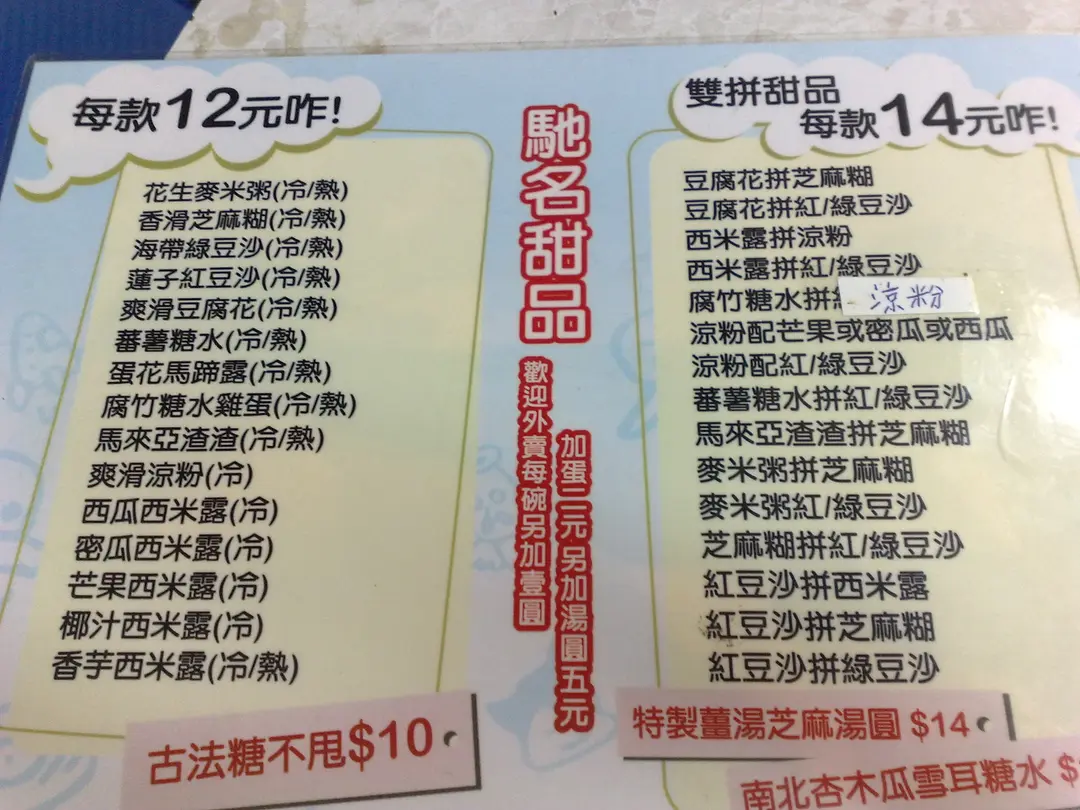 每款12元咋!
花生麥米粥(冷/熱)
香滑芝麻糊(冷/熱)
海帶綠豆沙(冷/熱)
蓮子紅豆沙(冷/熱)
爽滑豆腐花(冷/熱)
蕃薯糖水(冷/熱)
蛋花馬蹄露(冷/熱)
腐竹糖水雞蛋(冷/熱)
馬來亞渣渣(冷/熱)
爽滑涼粉(冷)
西瓜西米露(冷)
密瓜西米露(冷)
芒果西米露(冷)
椰汁西米露(冷)
香芋西米露(冷/熱)
古法糖不甩$10
馳名甜品
歡迎外賣每碗另加壹圓
加蛋二元另加湯圓五元
雙拼甜品
每款14元咋!
豆腐花拼芝麻糊
豆腐花拼紅/綠豆沙
西米露拼涼粉
西米露拼紅/綠豆沙
腐竹糖水拼 涼粉
涼粉配芒果或密瓜或西瓜
涼粉配紅/綠豆沙
蕃薯糖水拼紅/綠豆沙
馬來亞渣渣拼芝麻糊
麥米粥拼芝麻糊
麥米粥紅/綠豆沙
芝麻糊拼紅/綠豆沙
紅豆沙拼西米露
紅豆沙拼芝麻糊
紅豆沙拼綠豆沙
特製薑湯芝麻湯圓 $14
南北杏木瓜雪耳糖水 $